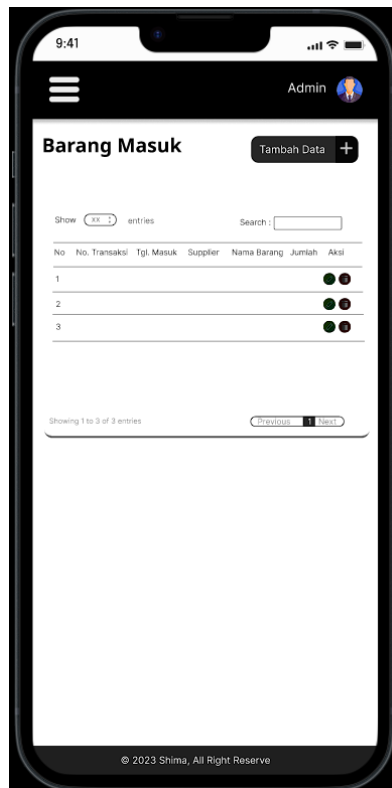 9:41
Admin
Barang Masuk
Tambah Data +
Show xx entries Search :
No No. Transaksi Tgl. Masuk Supplier Nama Barang Jumlah Aksi
1
2
3
Showing 1 to 3 of 3 entries Previous 1 Next
© 2023 Shima, All Right Reserve